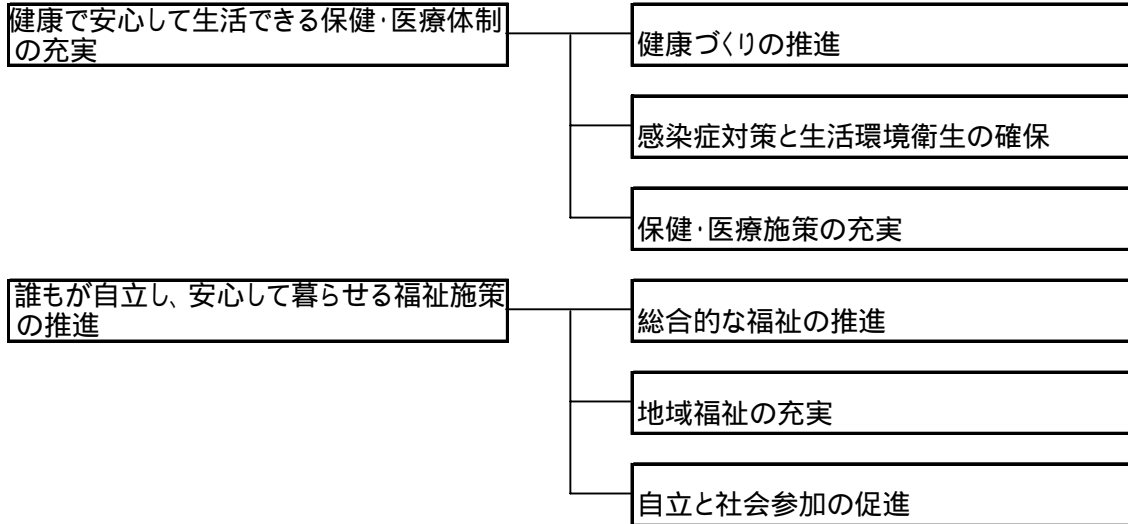 健康で安心して生活できる保健・医療体制
の充実
健康づくりの推進
感染症対策と生活環境衛生の確保
保健・医療施策の充実
誰もが自立し、安心して暮らせる福祉施策
の推進
総合的な福祉の推進
地域福祉の充実
自立と社会参加の促進